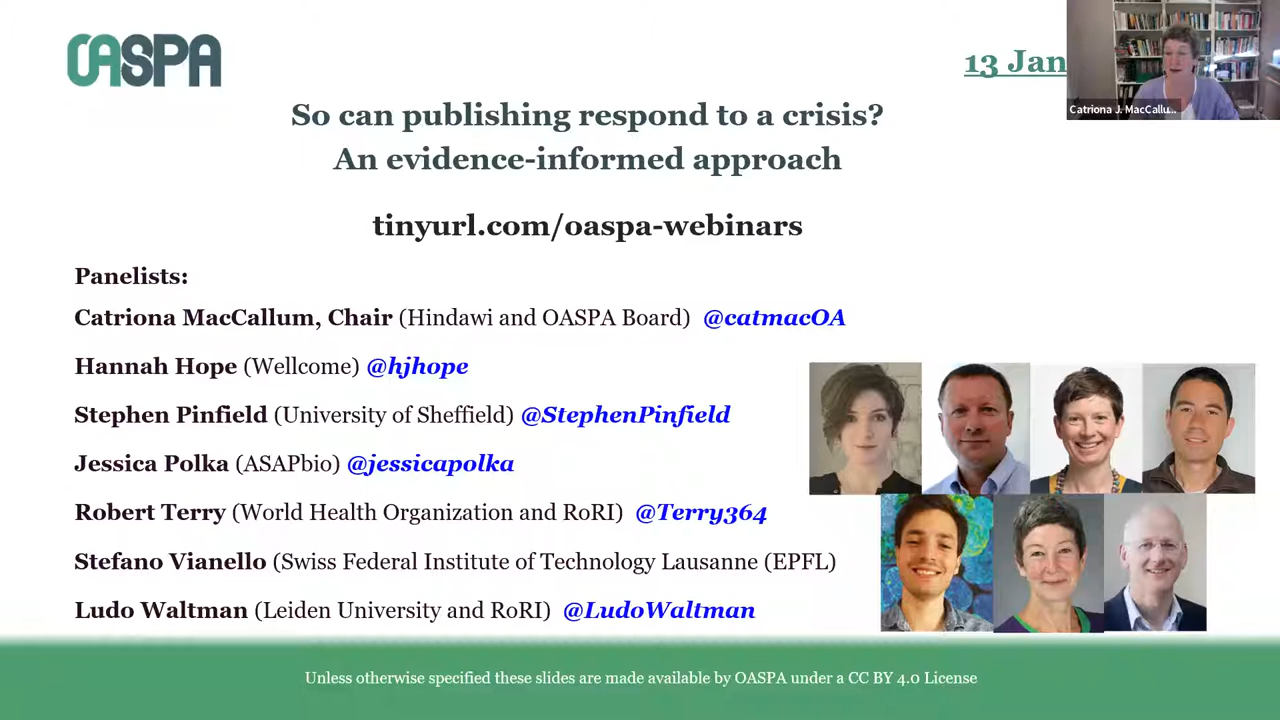 OASPA
13 Jan
Catriona J. MacCallu...
So can publishing respond to a crisis?
An evidence-informed approach
tinyurl.com/oaspa-webinars
Panelists:
Catriona MacCallum, Chair (Hindawi and OASPA Board) @catmacOA
Hannah Hope (Wellcome) @hjhope
Stephen Pinfield (University of Sheffield) @StephenPinfield
Jessica Polka (ASAPbio) @jessicapolka
Robert Terry (World Health Organization and RoRI) @Terry364
Stefano Vianello (Swiss Federal Institute of Technology Lausanne (EPFL)
Ludo Waltman (Leiden University and RoRI) @LudoWaltman
Unless otherwise specified these slides are made available by OASPA under a CC BY 4.0 License